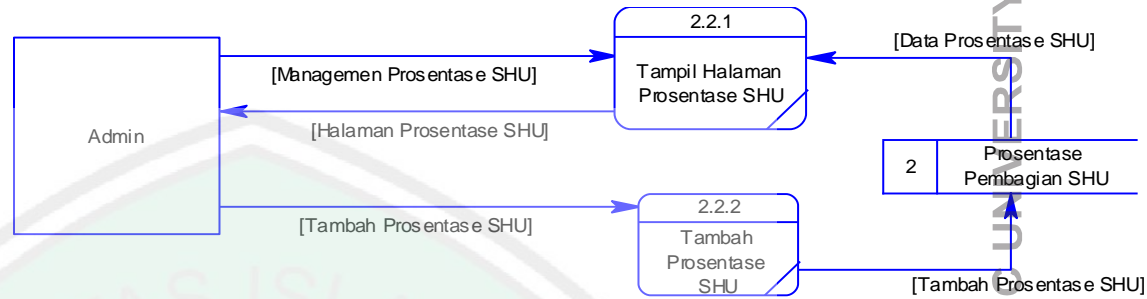 2.2.1
[Data Prosentase SHU]
[Managemen Prosentase SHU]
Tampil Halaman
Prosentase SHU
Admin
[Halaman Prosentase SHU]
2
Prosentase
Pembagian SHU
2.2.2
[Tambah Prosentase SHU]
Tambah
Prosentase
SHU
[Tambah Prosentase SHU]
C UNIVERSITY